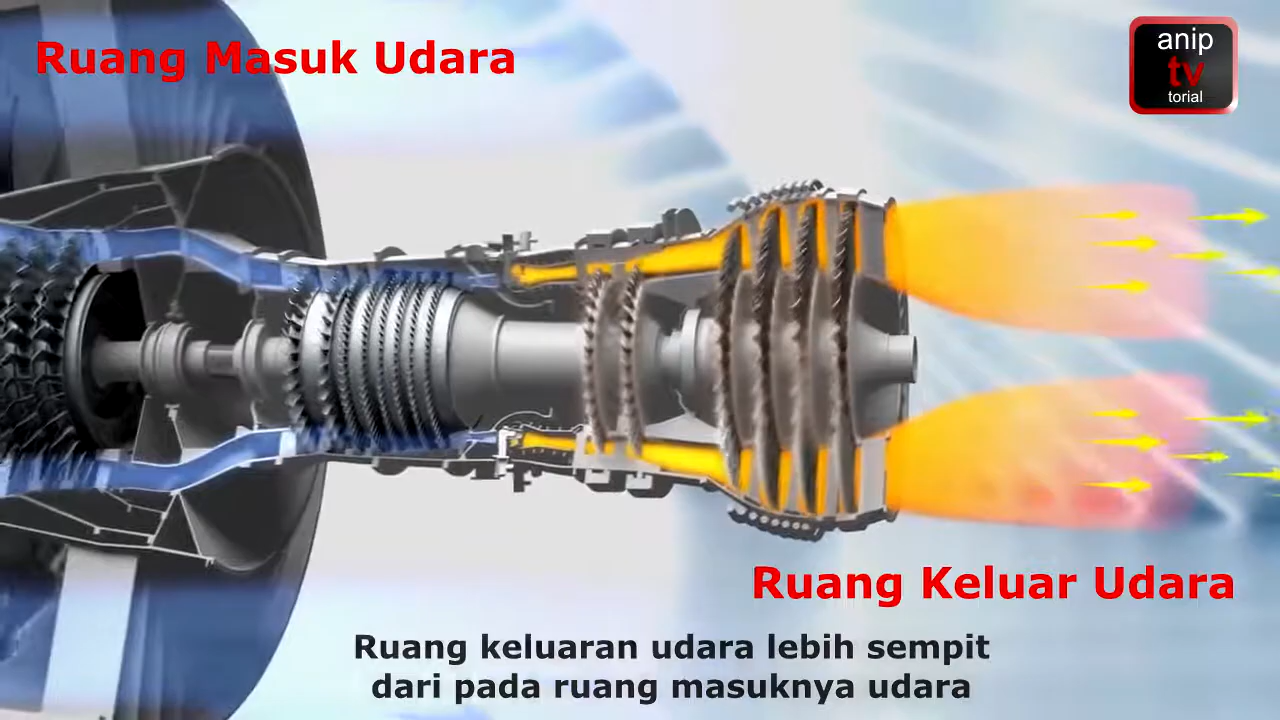 Ruang Masuk Udara
anip
tv
torial
Ruang Keluar Udara
Ruang keluaran udara lebih sempit
dari pada ruang masuknya udara